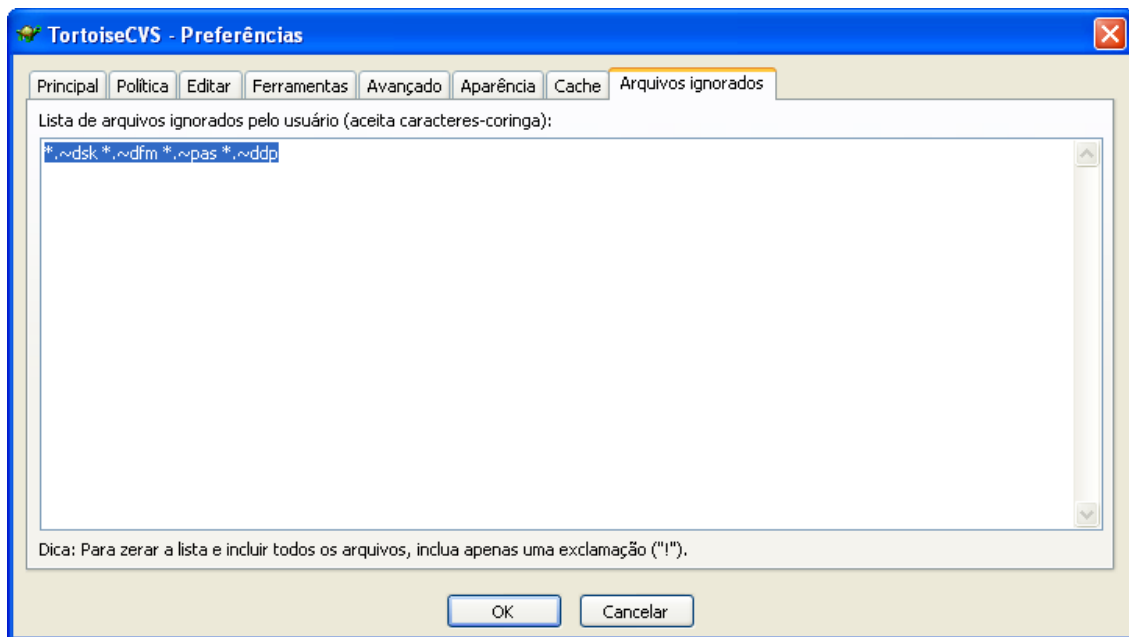 TortoiseCVS - Preferências
Principal Política Editar Ferramentas Avançado Aparência Cache Arquivos ignorados
Lista de arquivos ignorados pelo usuário (aceita caracteres-coringa):
*.~dsk *.~dfm *.~pas *.~ddp
Dica: Para zerar a lista e incluir todos os arquivos, inclua apenas uma exclamação ("!").
OK Cancelar